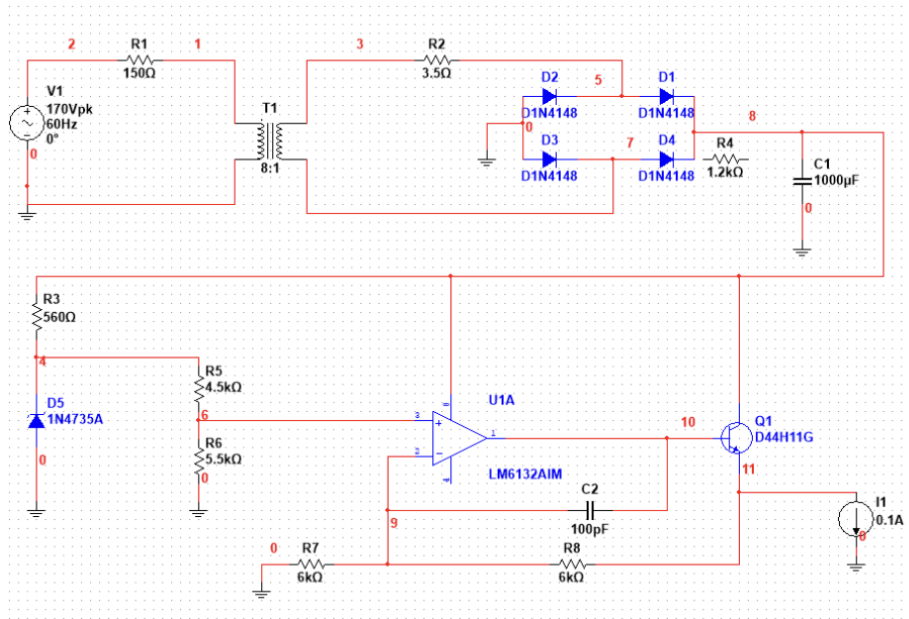 2
R1
1
150Ω
3
R2
3.5Ω
V1
170Vpk
60Hz
0°
0
T1
8:1
D2
5
D1
D1N4148
D1N4148
0
8
D3
7
D4
R4
D1N4148
D1N4148
1.2kΩ
C1
1000µF
0
R3
560Ω
4
D5
1N4735A
0
R5
4.5kΩ
6
R6
5.5kΩ
0
U1A
3
8
+
2
−
1
4
LM6132AIM
10
Q1
D44H11G
11
C2
100pF
9
I1
0.1A
0
0
R7
6kΩ
R8
6kΩ